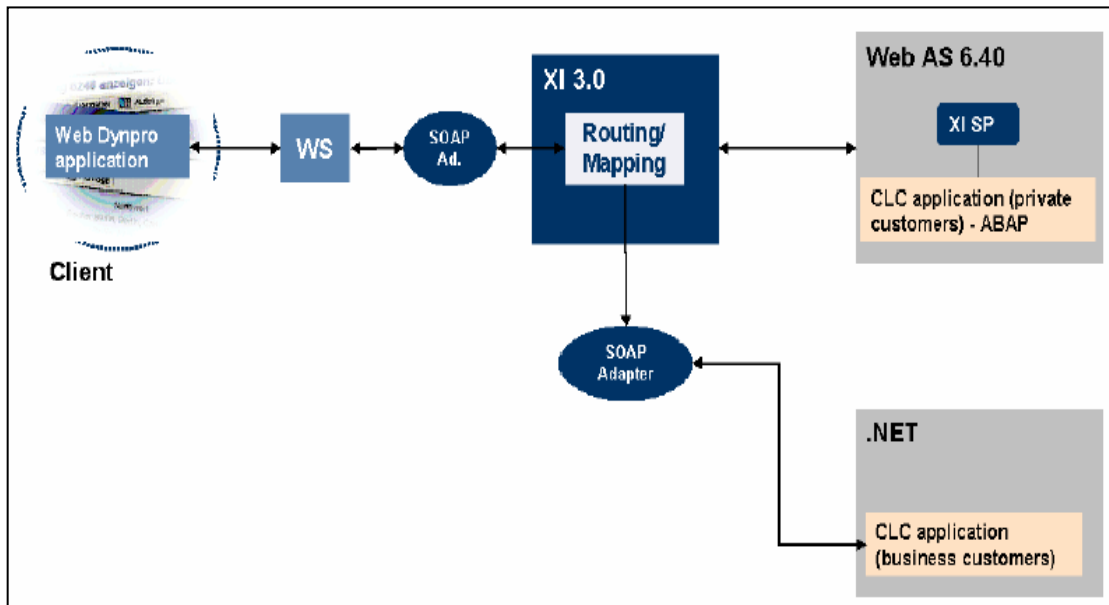 Web Dynpro
application
Client
WS
SOAP
Ad.
XI 3.0
Routing/
Mapping
SOAP
Adapter
Web AS 6.40
XI SP
CLC application (private
customers) - ABAP
.NET
CLC application
(business customers)